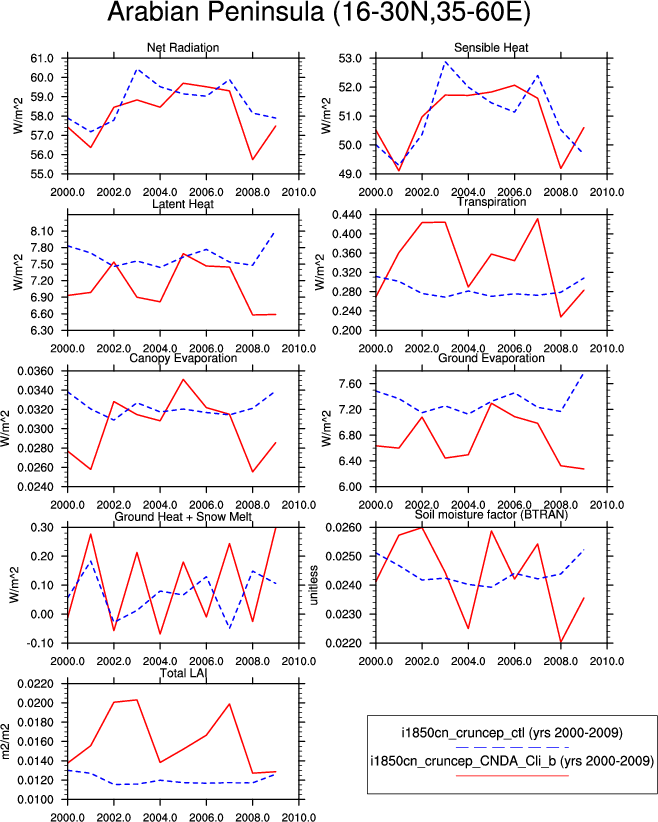 Arabian Peninsula (16-30N,35-60E)
Net Radiation
Sensible Heat
W/m^2
61.0
60.0
59.0
58.0
57.0
56.0
55.0
2000.0 2002.0 2004.0 2006.0 2008.0 2010.0
W/m^2
53.0
52.0
51.0
50.0
49.0
2000.0 2002.0 2004.0 2006.0 2008.0 2010.0
Latent Heat
Transpiration
W/m^2
8.10
7.80
7.50
7.20
6.90
6.60
6.30
2000.0 2002.0 2004.0 2006.0 2008.0 2010.0
W/m^2
0.440
0.360
0.280
0.200
2000.0 2002.0 2004.0 2006.0 2008.0 2010.0
Canopy Evaporation
Ground Evaporation
W/m^2
0.0360
0.0320
0.0280
0.0260
0.0240
2000.0 2002.0 2004.0 2006.0 2008.0 2010.0
W/m^2
7.60
7.20
6.80
6.40
6.00
2000.0 2002.0 2004.0 2006.0 2008.0 2010.0
Ground Heat + Snow Melt
Soil moisture factor (BTRAN)
W/m^2
0.30
0.20
0.10
0.00
-0.10
2000.0 2002.0 2004.0 2006.0 2008.0 2010.0
unitless
0.0260
0.0250
0.0240
0.0230
0.0220
2000.0 2002.0 2004.0 2006.0 2008.0 2010.0
Total LAI
m2/m2
0.0220
0.0200
0.0180
0.0160
0.0140
0.0120
0.0100
2000.0 2002.0 2004.0 2006.0 2008.0 2010.0
i1850cn_cruncep_ctl (yrs 2000-2009)
i1850cn_cruncep_CNDA_Cli_b (yrs 2000-2009)